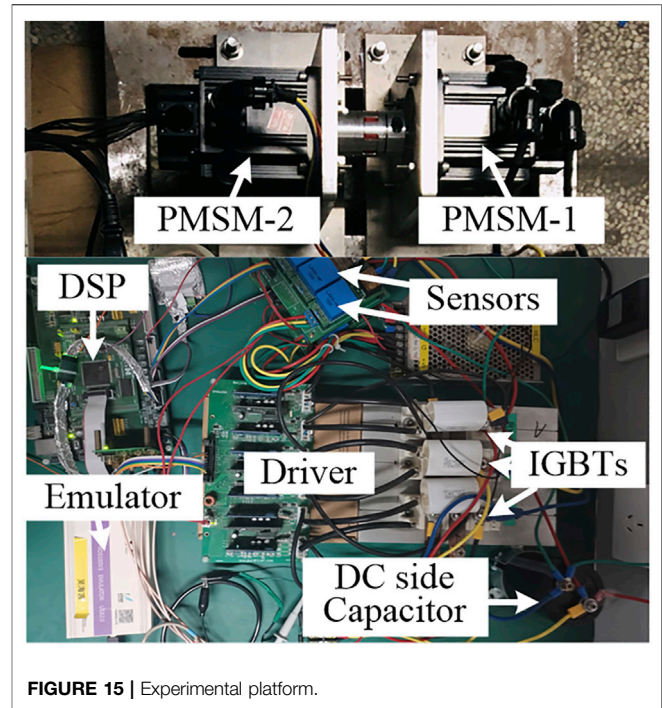 PMSM-2
PMSM-1
DSP
Sensors
Driver
Emulator
IGBTs
DC side
Capacitor
FIGURE 15 | Experimental platform.